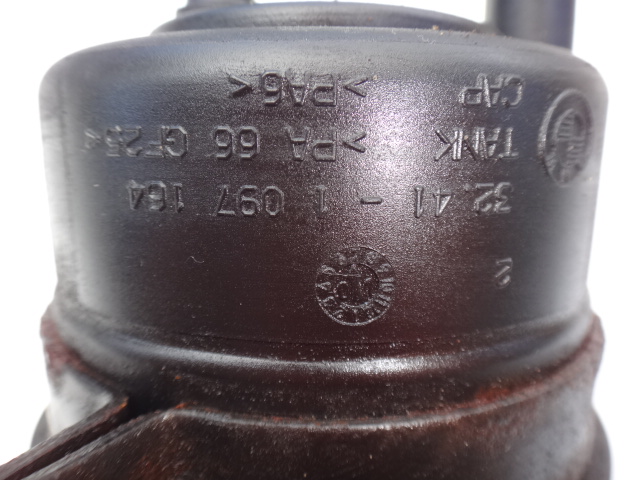 2
32.41 - 1 097 164
TANK >PA 66 GF25<
CAP >PA6<